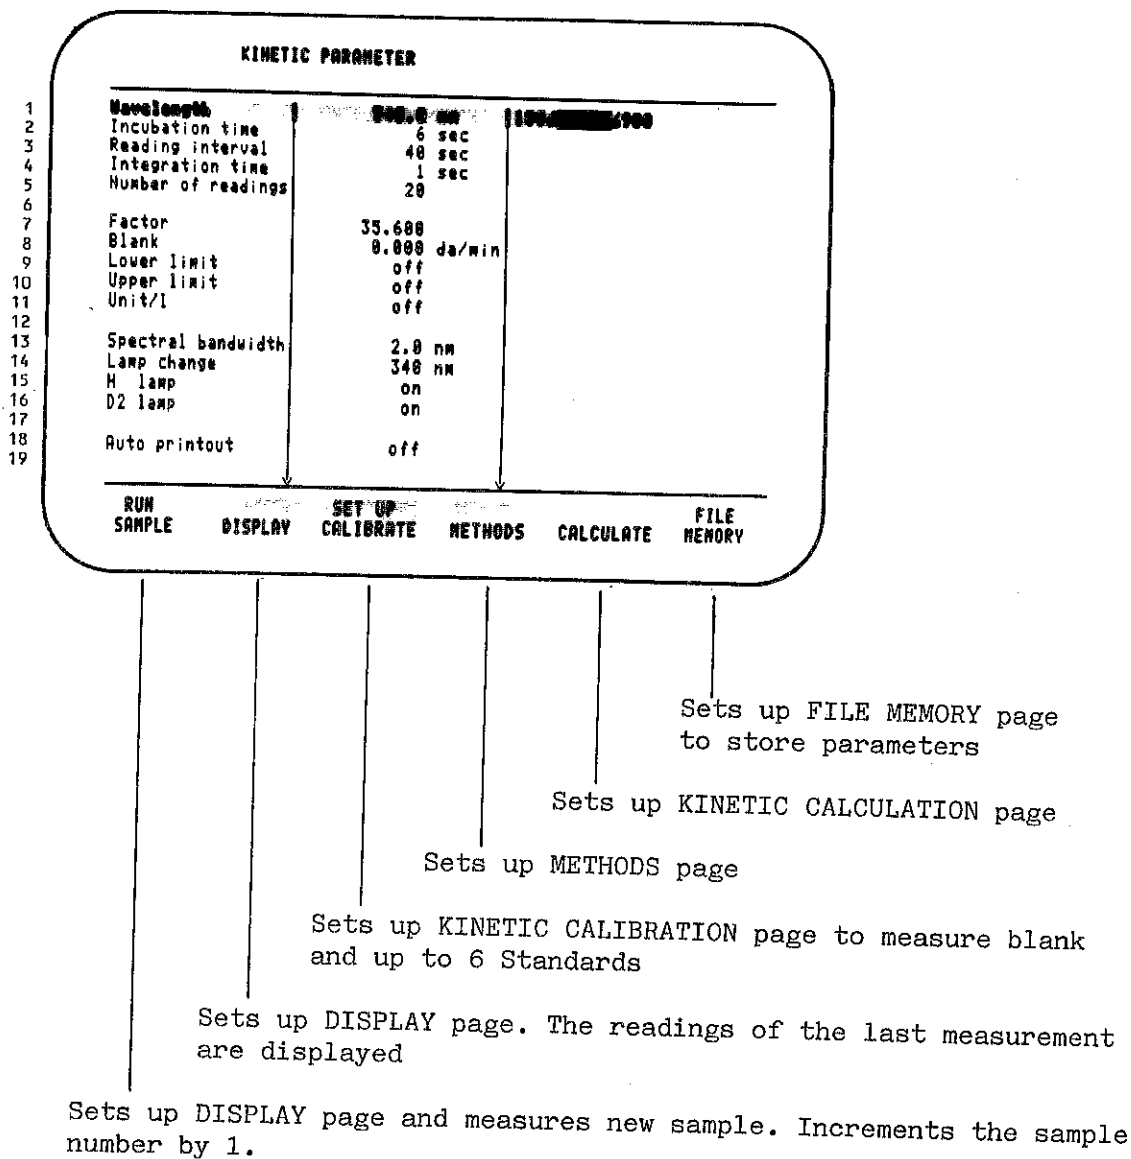 KINETIC PARAMETER
1 Wavelength nm
2 Incubation time 6 sec
3 Reading interval 40 sec
4 Integration time 1 sec
5 Number of readings 20
6
7 Factor 35.600
8 Blank 0.000 da/min
9 Lower limit off
10 Upper limit off
11 Unit/l off
12
13 Spectral bandwidth 2.0 nm
14 Lamp change 340 nm
15 H lamp on
16 D2 lamp on
17
18 Auto printout off
19
RUN SET UP FILE
SAMPLE DISPLAY CALIBRATE METHODS CALCULATE MEMORY
Sets up FILE MEMORY page
to store parameters
Sets up KINETIC CALCULATION page
Sets up METHODS page
Sets up KINETIC CALIBRATION page to measure blank
and up to 6 Standards
Sets up DISPLAY page. The readings of the last measurement
are displayed
Sets up DISPLAY page and measures new sample. Increments the sample
number by 1.